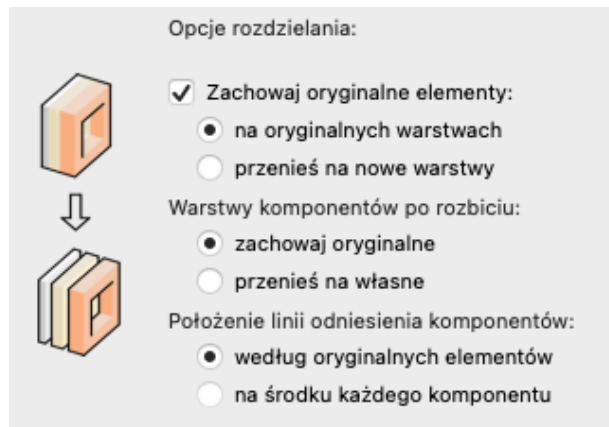 Opcje rozdzielania:
Zachowaj oryginalne elementy:
na oryginalnych warstwach
przenieś na nowe warstwy
Warstwy komponentów po rozbiciu:
zachowaj oryginalne
przenieś na własne
Położenie linii odniesienia komponentów:
według oryginalnych elementów
na środku każdego komponentu